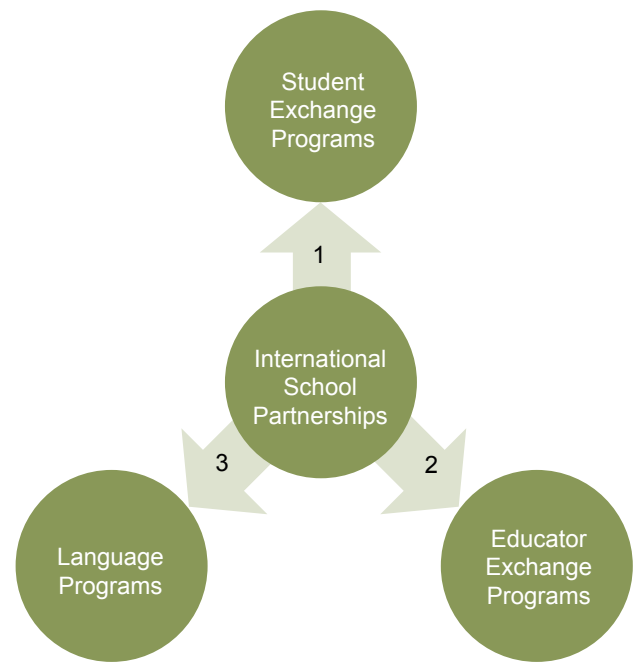 Student
Exchange
Programs
1
International
School
Partnerships
3
2
Language
Programs
Educator
Exchange
Programs